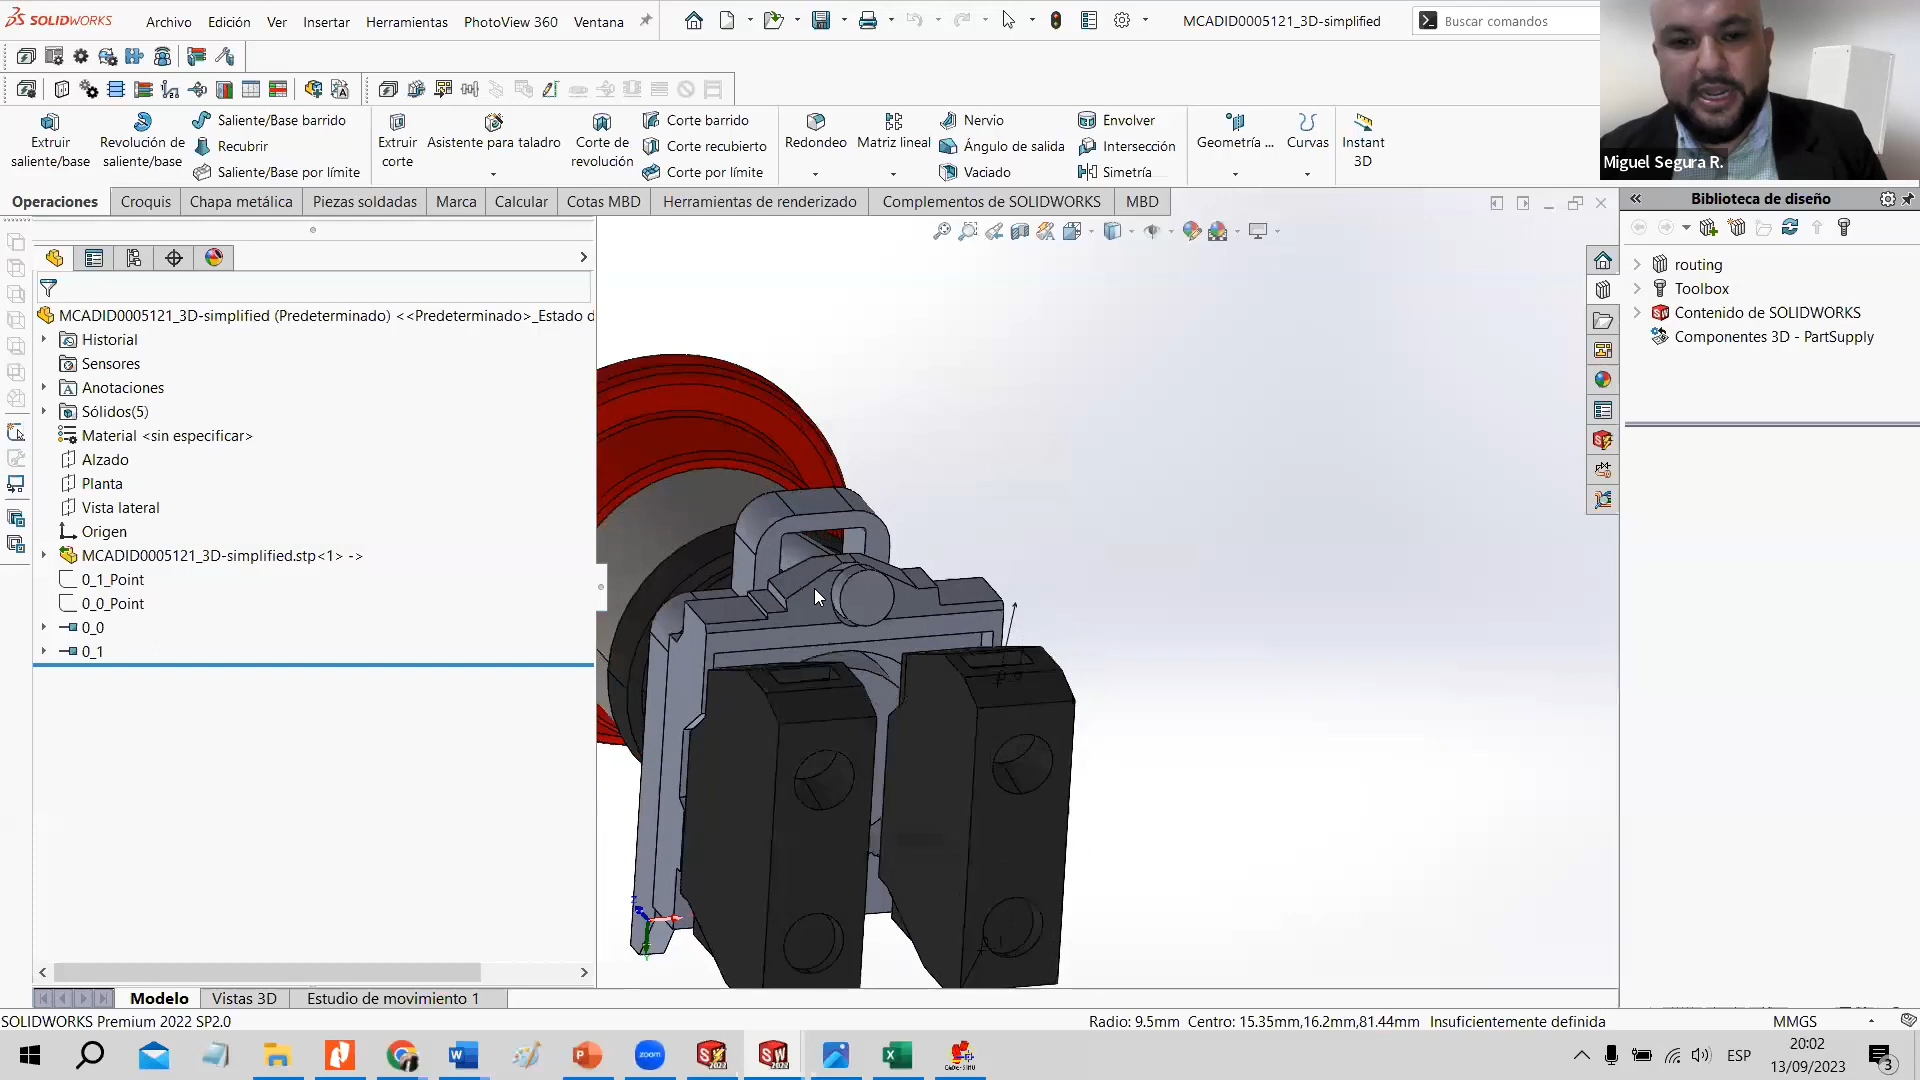 SOLIDWORKS
Archivo
Edición
Ver
Insertar
Herramientas
PhotoView 360
Ventana
MCADID0005121_3D-simplified
Buscar comandos
Extruir saliente/base
Revolución de saliente/base
Saliente/Base barrido
Recubrir
Saliente/Base por límite
Extruir corte
Asistente para taladro
Corte de revolución
Corte barrido
Corte recubierto
Corte por límite
Redondeo
Matriz lineal
Nervio
Ángulo de salida
Vaciado
Envolver
Intersección
Simetría
Geometría ...
Curvas
Instant 3D
Miguel Segura R.
Operaciones
Croquis
Chapa metálica
Piezas soldadas
Marca
Calcular
Cotas MBD
Herramientas de renderizado
Complementos de SOLIDWORKS
MBD
Biblioteca de diseño
routing
Toolbox
Contenido de SOLIDWORKS
Componentes 3D - PartSupply
MCADID0005121_3D-simplified (Predeterminado) <<Predeterminado>_Estado d
Historial
Sensores
Anotaciones
Sólidos(5)
Material <sin especificar>
Alzado
Planta
Vista lateral
Origen
MCADID0005121_3D-simplified.stp<1> ->
0_1_Point
0_0_Point
0_0
0_1
Modelo
Vistas 3D
Estudio de movimiento 1
SOLIDWORKS Premium 2022 SP2.0
Radio: 9.5mm Centro: 15.35mm,16.2mm,81.44mm
Insuficientemente definida
MMGS
zoom
ESP
20:02
13/09/2023
3